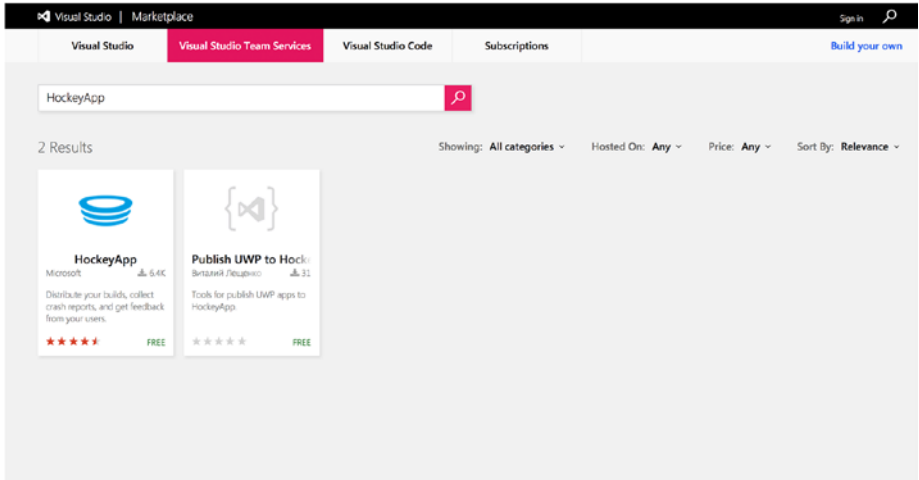 Visual Studio | Marketplace
Sign in
Visual Studio
Visual Studio Team Services
Visual Studio Code
Subscriptions
Build your own
HockeyApp
2 Results
Showing: All categories
Hosted On: Any
Price: Any
Sort By: Relevance
HockeyApp
Microsoft 6.4K
Distribute your builds, collect
crash reports, and get feedback
from your users.
FREE
Publish UWP to Hock
Виталий Лещенко 31
Tools for publish UWP apps to
HockeyApp
FREE